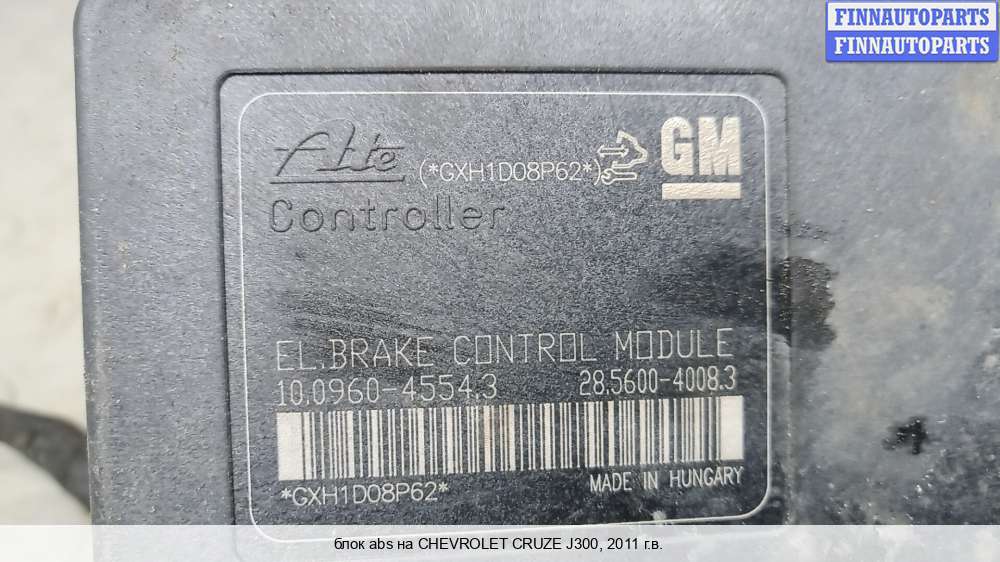 FINNAUTOPARTS
FINNAUTOPARTS
Ate (*GXH1D08P62*) GM
Controller
EL.BRAKE CONTROL MODULE
10.0960-4554.3 28.5600-4008.3
*GXH1D08P62* MADE IN HUNGARY
блок abs на CHEVROLET CRUZE J300, 2011 г.в.